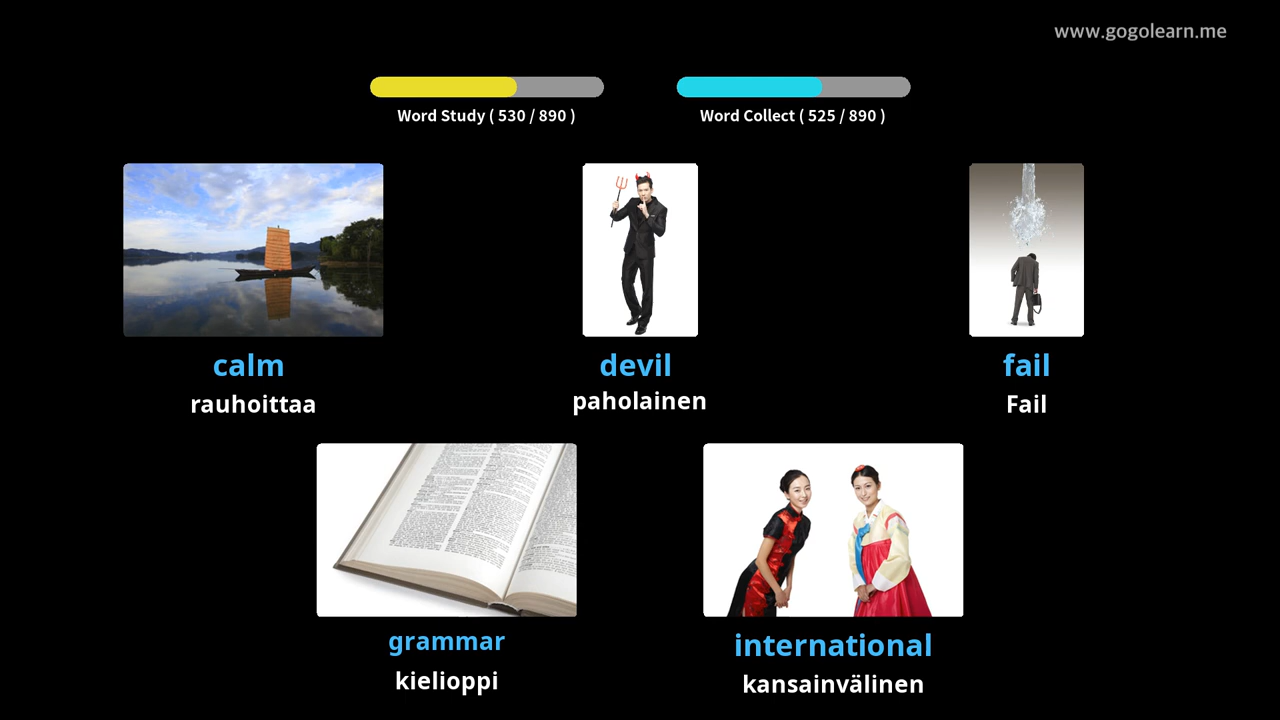 www.gogolearn.me
Word Study ( 530 / 890 )
Word Collect ( 525 / 890 )
calm
rauhoittaa
devil
paholainen
fail
Fail
grammar
kielioppi
international
kansainvälinen